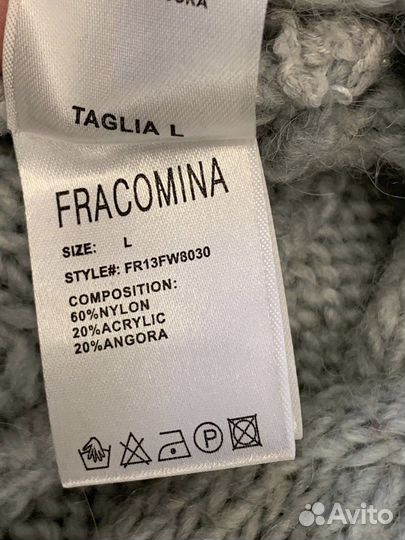 TAGLIA L
FRACOMINA
SIZE: L
STYLE#: FR13FW8030
COMPOSITION:
60%NYLON
20%ACRYLIC
20%ANGORA
P
Avito